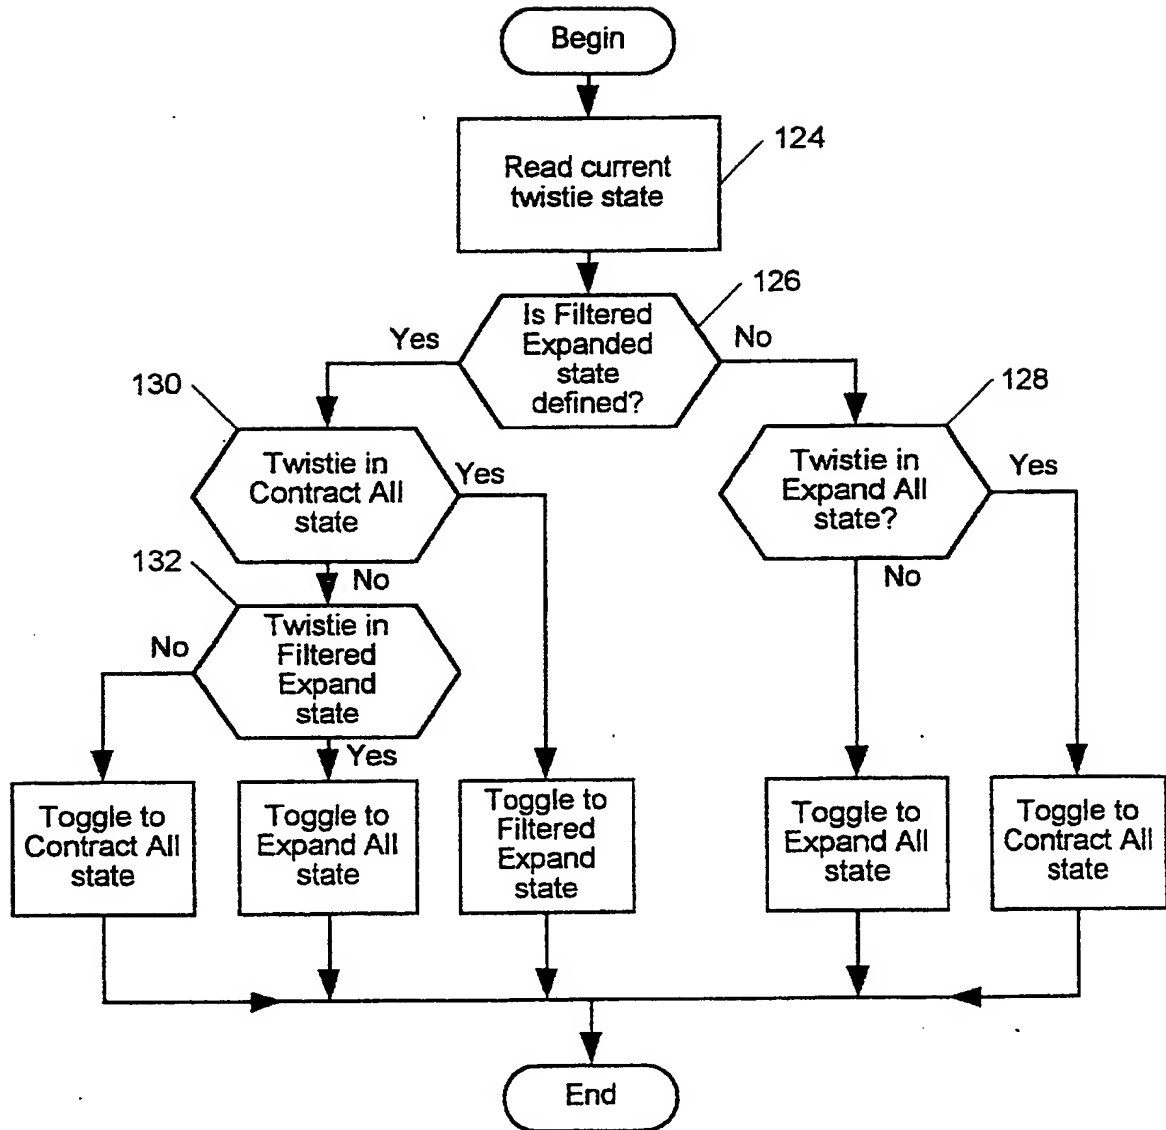 Begin
Read current
twistie state
124
Is Filtered
Expanded
state
defined?
126
Yes
No
130
Twistie in
Contract All
state
Yes
128
Twistie in
Expand All
state?
Yes
No
132
No
Twistie in
Filtered
Expand
state
No
Yes
Toggle to
Contract All
state
Toggle to
Expand All
state
Toggle to
Filtered
Expand
state
Toggle to
Expand All
state
Toggle to
Contract All
state
End